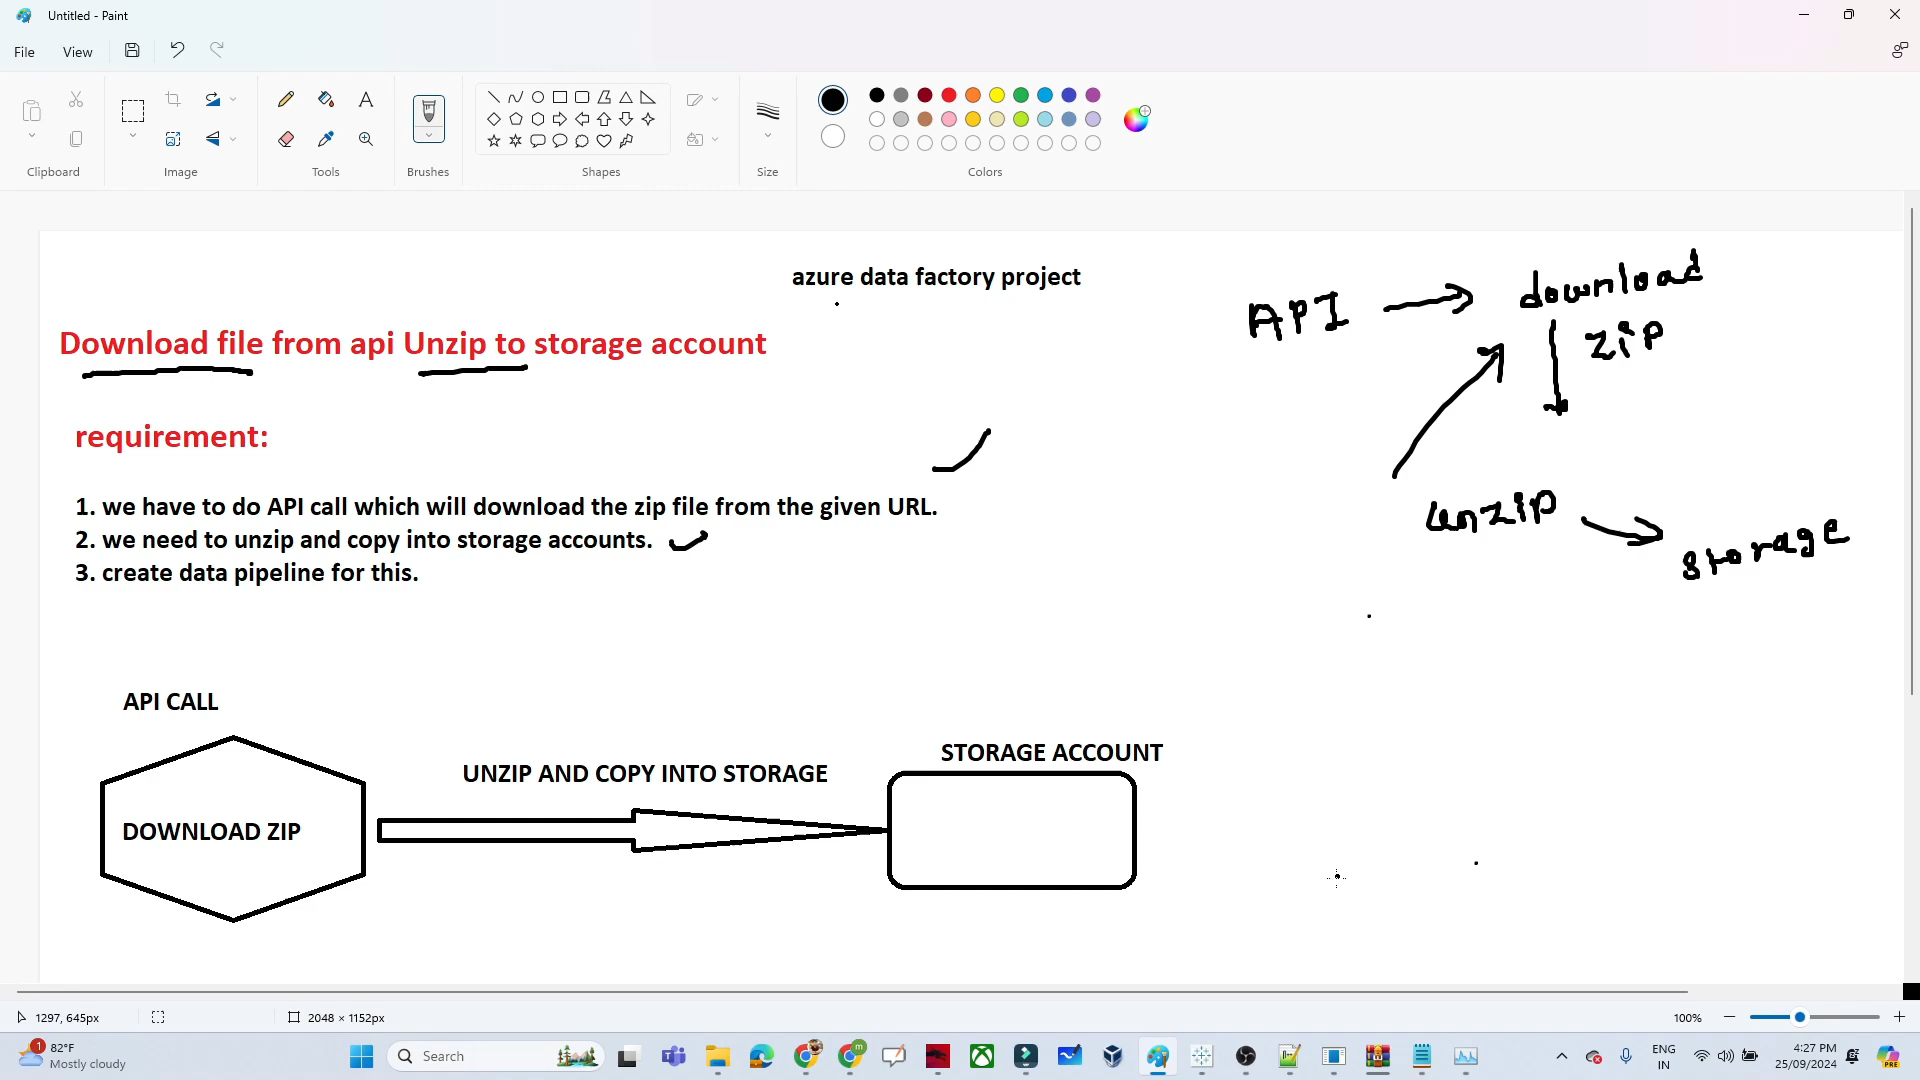 Untitled - Paint
File
View
Clipboard
Image
Tools
Brushes
Shapes
Size
Colors
azure data factory project
Download file from api Unzip to storage account
requirement:
1. we have to do API call which will download the zip file from the given URL.
2. we need to unzip and copy into storage accounts.
3. create data pipeline for this.
API
download
zip
unzip
storage
API CALL
DOWNLOAD ZIP
UNZIP AND COPY INTO STORAGE
STORAGE ACCOUNT
1297, 645px
2048 × 1152px
100%
1
82°F
Mostly cloudy
Search
m
ENG
IN
4:27 PM
25/09/2024
PRE